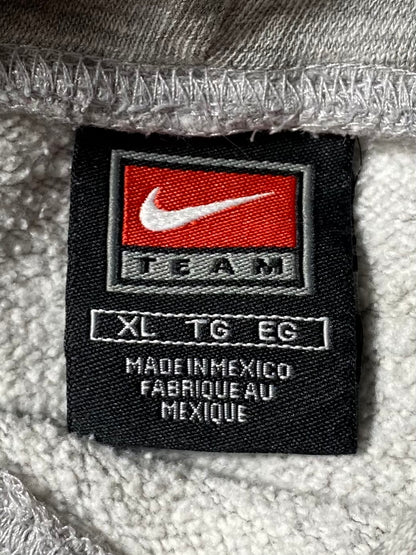 TEAM
XL TG EG
MADE IN MEXICO
FABRIQUE AU
MEXIQUE